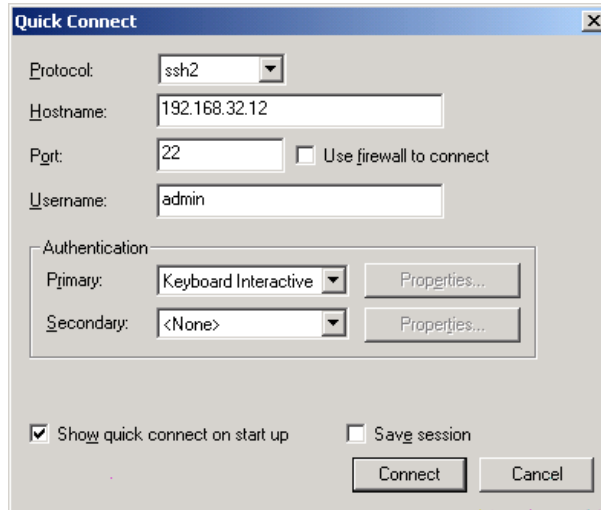 Quick Connect
Protocol: ssh2
Hostname: 192.168.32.12
Port: 22 Use firewall to connect
Username: admin
Authentication
Primary: Keyboard Interactive Properties...
Secondary: <None> Properties...
Show quick connect on start up Save session
Connect Cancel